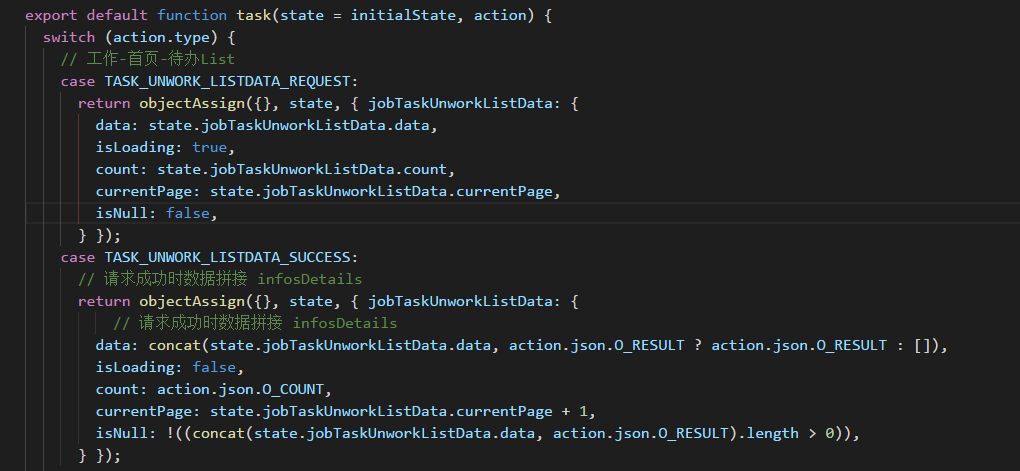 export default function task(state = initialState, action) {
switch (action.type) {
// 工作-首页-待办List
case TASK_UNWORK_LISTDATA_REQUEST:
return objectAssign({}, state, { jobTaskUnworkListData: {
data: state.jobTaskUnworkListData.data,
isLoading: true,
count: state.jobTaskUnworkListData.count,
currentPage: state.jobTaskUnworkListData.currentPage,
isNull: false,
} });
case TASK_UNWORK_LISTDATA_SUCCESS:
// 请求成功时数据拼接 infosDetails
return objectAssign({}, state, { jobTaskUnworkListData: {
// 请求成功时数据拼接 infosDetails
data: concat(state.jobTaskUnworkListData.data, action.json.O_RESULT ? action.json.O_RESULT : []),
isLoading: false,
count: action.json.O_COUNT,
currentPage: state.jobTaskUnworkListData.currentPage + 1,
isNull: !((concat(state.jobTaskUnworkListData.data, action.json.O_RESULT).length > 0)),
} });